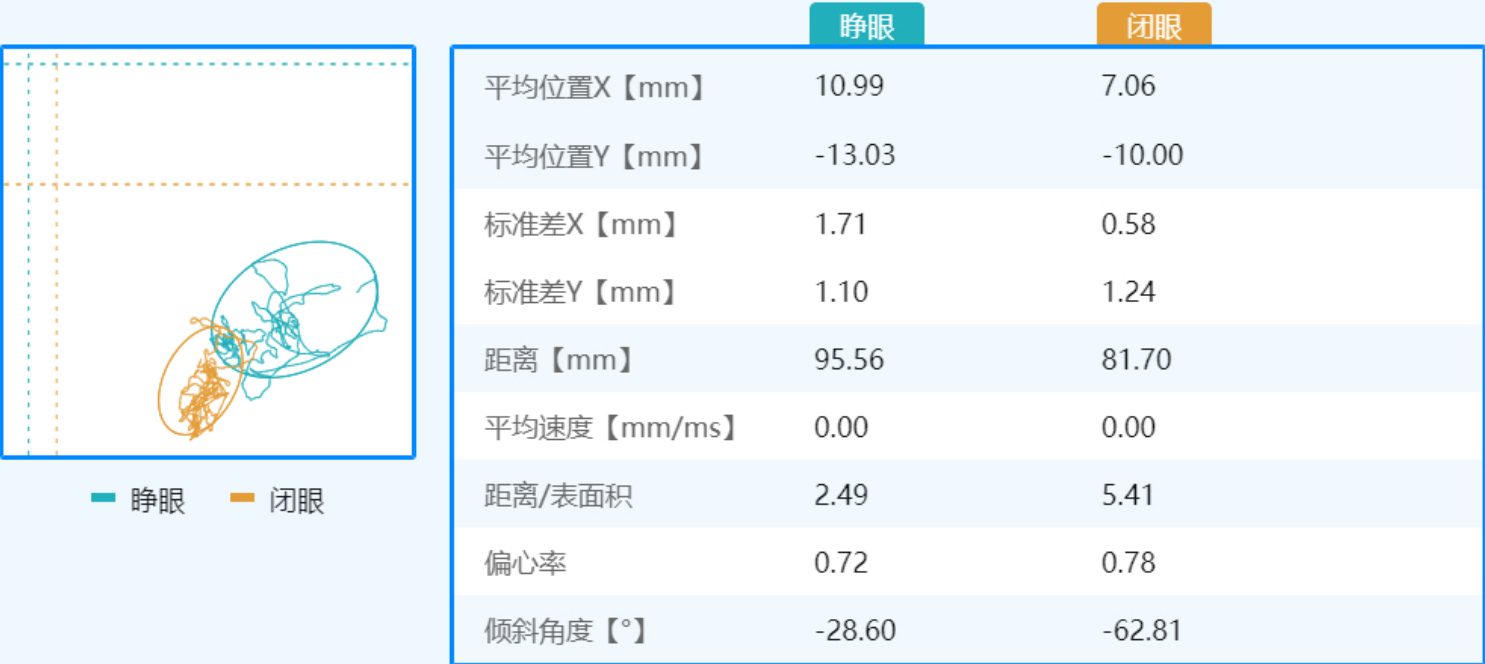 睁眼 闭眼
平均位置X【mm】 10.99 7.06
平均位置Y【mm】 -13.03 -10.00
标准差X【mm】 1.71 0.58
标准差Y【mm】 1.10 1.24
距离【mm】 95.56 81.70
平均速度【mm/ms】 0.00 0.00
距离/表面积 2.49 5.41
偏心率 0.72 0.78
倾斜角度【°】 -28.60 -62.81
睁眼 闭眼